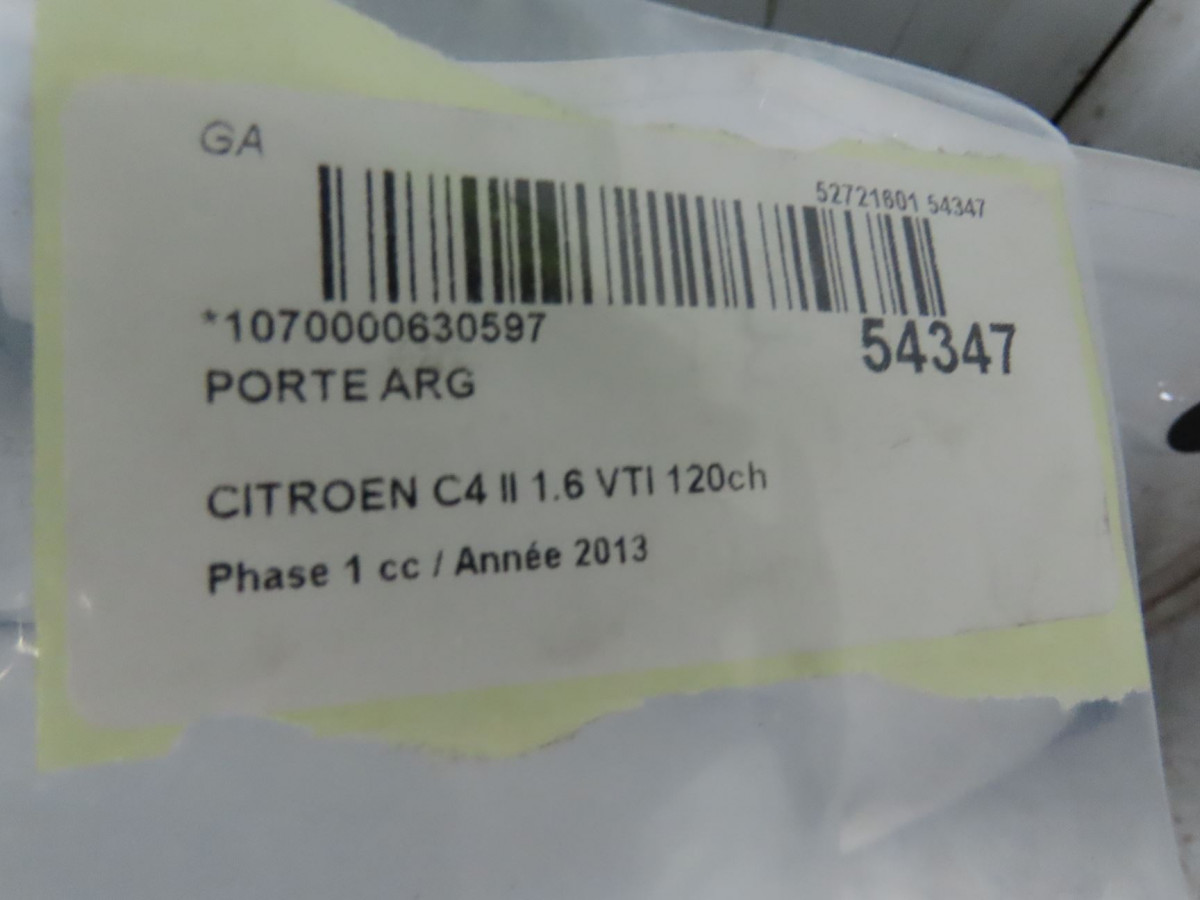 GA
52721601 54347
*1070000630597
54347
PORTE ARG
CITROEN C4 II 1.6 VTI 120ch
Phase 1 cc / Année 2013